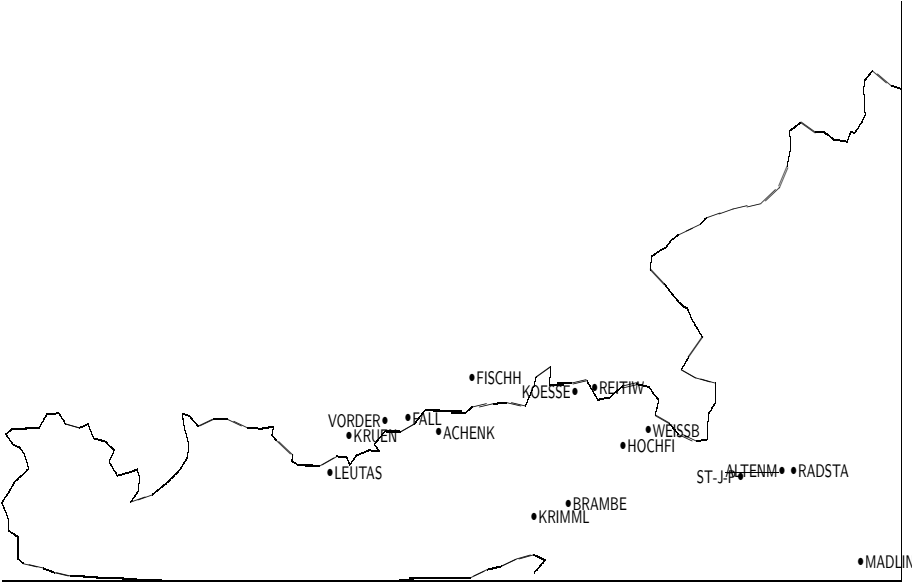 FISCHH
KOESSE
REITIW
VORDER
FALL
KRUEN
ACHENK
WEISSB
HOCHFI
LEUTAS
ST-J-P
ALTENM
RADSTA
BRAMBE
KRIMML
MADLIN